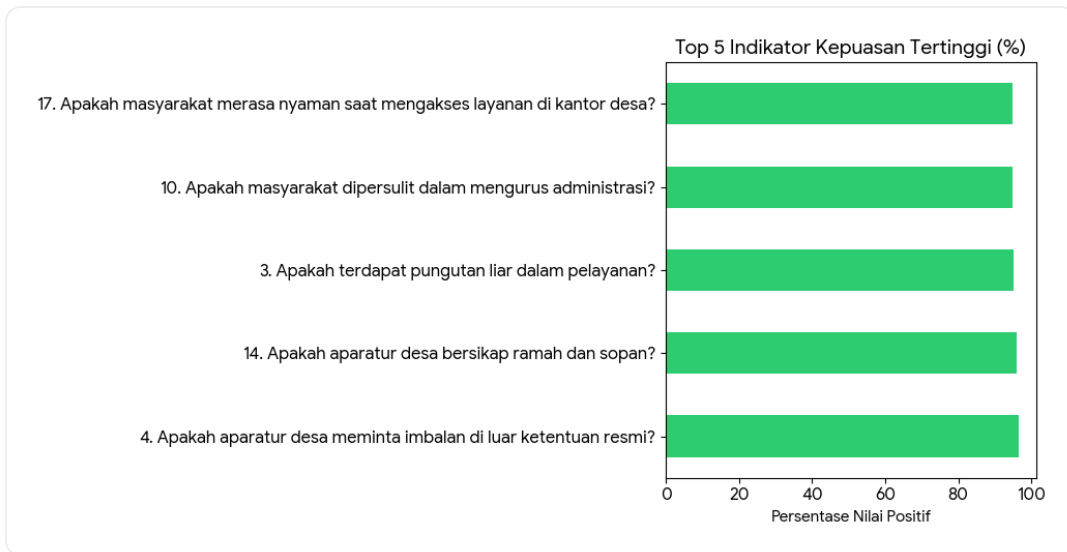 Top 5 Indikator Kepuasan Tertinggi (%)
17. Apakah masyarakat merasa nyaman saat mengakses layanan di kantor desa?
10. Apakah masyarakat dipersulit dalam mengurus administrasi?
3. Apakah terdapat pungutan liar dalam pelayanan?
14. Apakah aparatur desa bersikap ramah dan sopan?
4. Apakah aparatur desa meminta imbalan di luar ketentuan resmi?
0 20 40 60 80 100
Persentase Nilai Positif